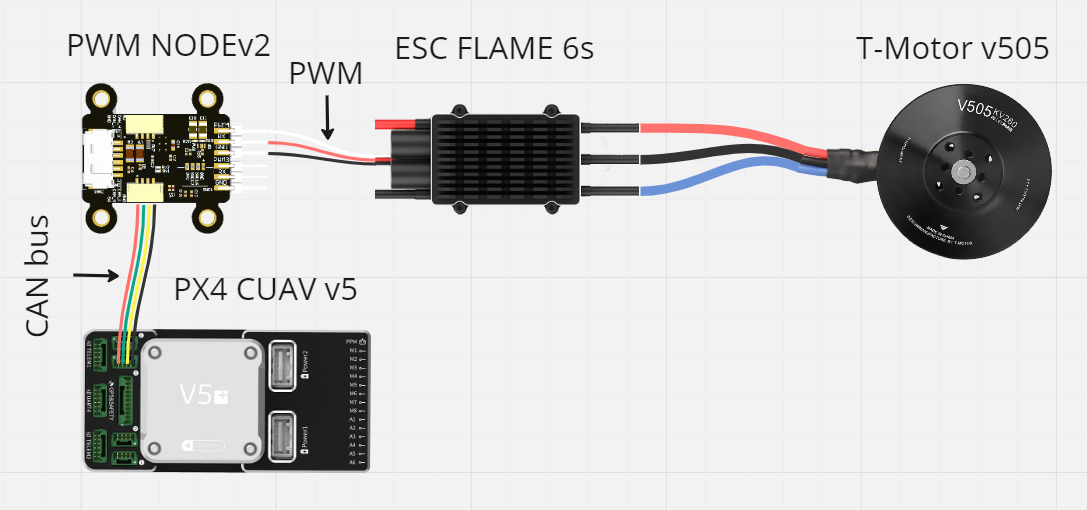 PWM NODEv2
ESC FLAME 6s
T-Motor v505
PWM
V505 KV260
CAN bus
PX4 CUAV v5
V5+
Power2
Power1
PPM
M1
M2
M3
M4
M5
M6
M7
M8
A1
A2
A3
A4
A5
A6